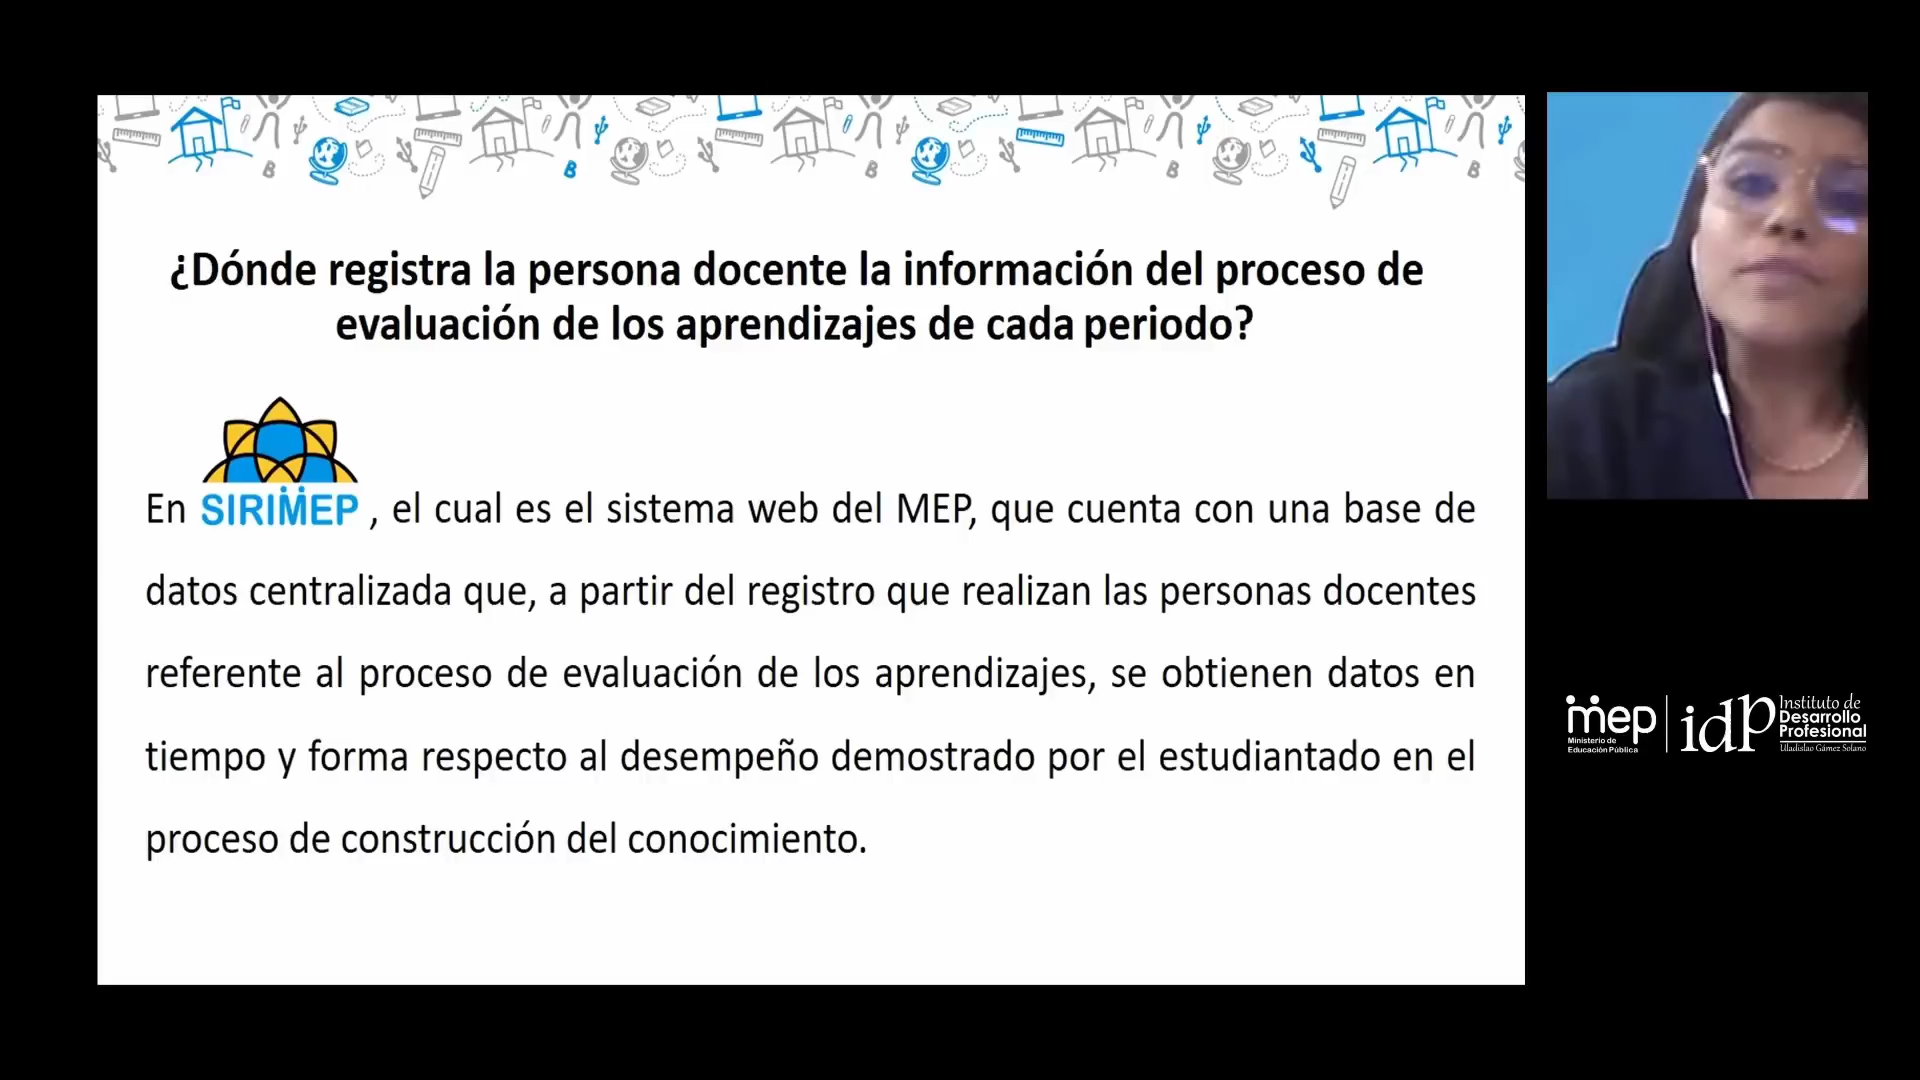 ¿Dónde registra la persona docente la información del proceso de
evaluación de los aprendizajes de cada periodo?
En SIRIMEP, el cual es el sistema web del MEP, que cuenta con una base de
datos centralizada que, a partir del registro que realizan las personas docentes
referente al proceso de evaluación de los aprendizajes, se obtienen datos en
tiempo y forma respecto al desempeño demostrado por el estudiantado en el
proceso de construcción del conocimiento.
mep
Ministerio de
Educación Pública
idp
Instituto de
Desarrollo
Profesional
Uladislao Gámez Solano